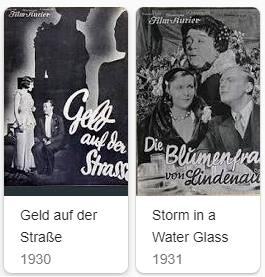 Film-Kurier
Geld
auf der
Strasse
Geld auf der
Straße
1930
Film-Kurier
Die Blumenfrau
von Lindenau
Storm in a
Water Glass
1931